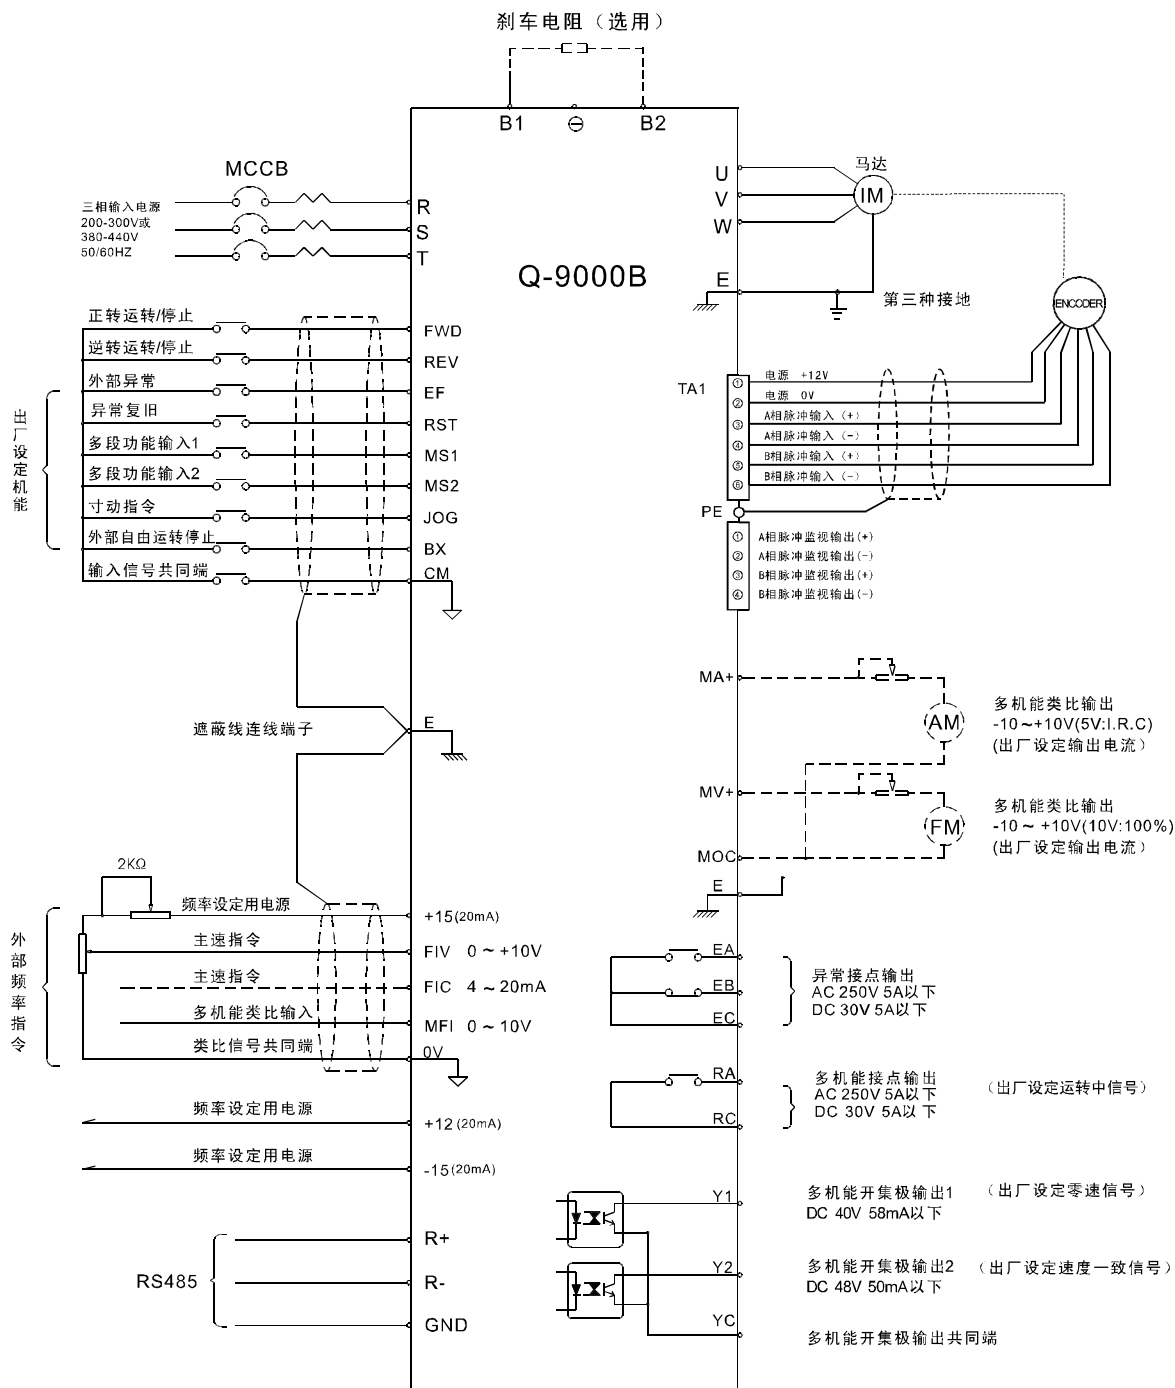 刹车电阻（选用）
B1
⊖
B2
MCCB
三相输入电源
200-300V或
380-440V
50/60HZ
R
S
T
Q-9000B
U
V
W
E
马达
IM
第三种接地
ENCODER
正转运转/停止
FWD
逆转运转/停止
REV
外部异常
EF
异常复旧
RST
多段功能输入1
MS1
多段功能输入2
MS2
寸动指令
JOG
外部自由运转停止
BX
输入信号共同端
CM
出厂设定机能
TA1
① 电源 +12V
② 电源 0V
③ A相脉冲输入 (+)
④ A相脉冲输入 (-)
⑤ B相脉冲输入 (+)
⑥ B相脉冲输入 (-)
PE
① A相脉冲监视输出(+)
② A相脉冲监视输出(-)
③ B相脉冲监视输出(+)
④ B相脉冲监视输出(-)
遮蔽线连线端子
E
MA+
AM
多机能类比输出
-10～+10V(5V:I.R.C)
(出厂设定输出电流）
MV+
FM
多机能类比输出
-10～ +10V(10V:100%)
(出厂设定输出电流）
MOC
E
2KΩ
外部频率指令
频率设定用电源
+15(20mA)
主速指令
FIV 0～+10V
主速指令
FIC 4～20mA
多机能类比输入
MFI 0～10V
类比信号共同端
0V
频率设定用电源
+12(20mA)
频率设定用电源
-15(20mA)
RS485
R+
R-
GND
EA
EB
EC
异常接点输出
AC 250V 5A以下
DC 30V 5A以下
RA
RC
多机能接点输出
AC 250V 5A以下
DC 30V 5A以下
（出厂设定运转中信号）
Y1
多机能开集极输出1
DC 40V 58mA以下
（出厂设定零速信号）
Y2
多机能开集极输出2
DC 48V 50mA以下
（出厂设定速度一致信号）
YC
多机能开集极输出共同端